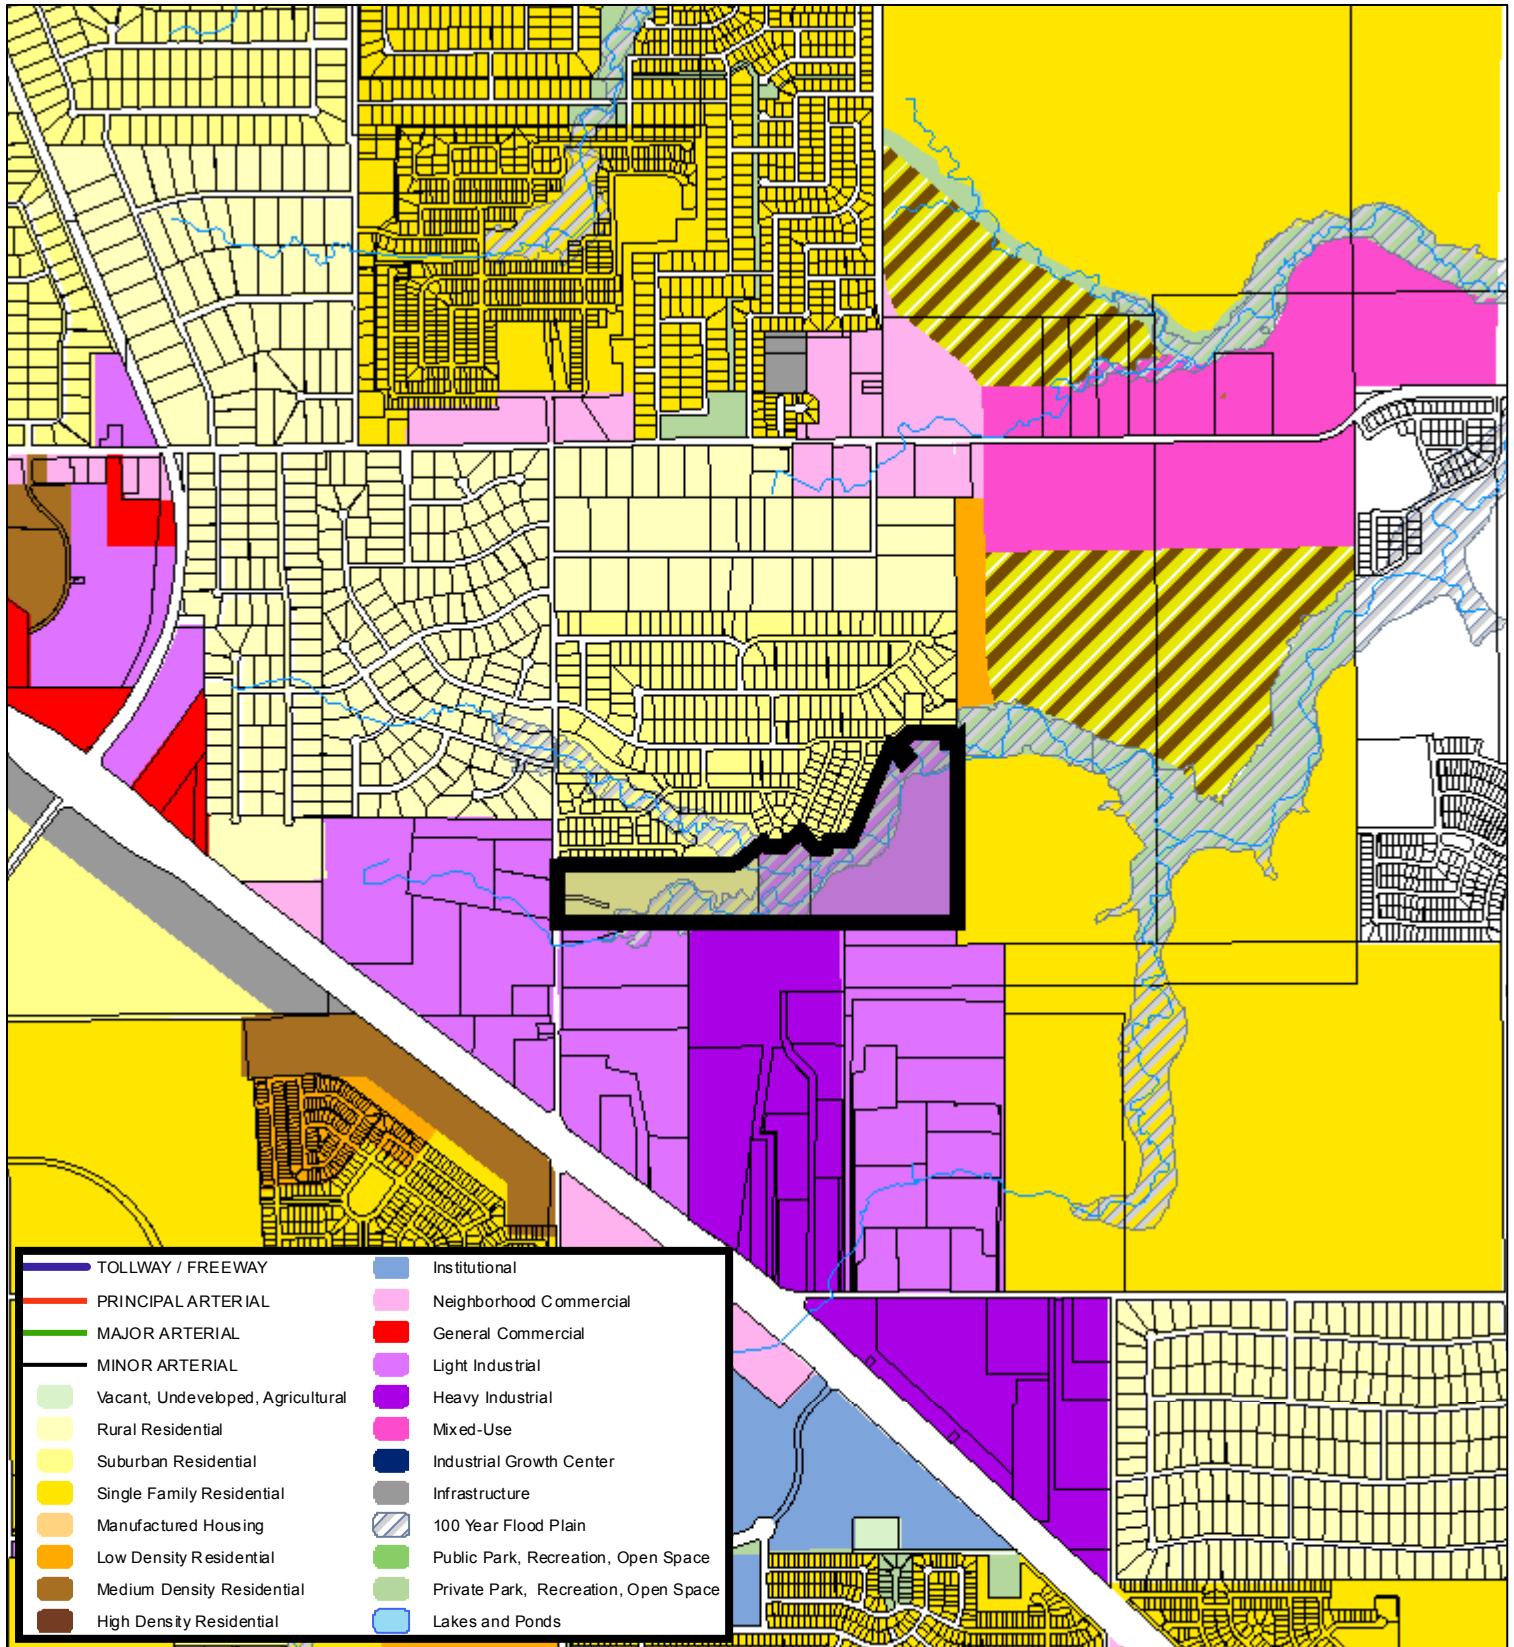 TOLLWAY / FREEWAY
PRINCIPAL ARTERIAL
MAJOR ARTERIAL
MINOR ARTERIAL
Vacant, Undeveloped, Agricultural
Rural Residential
Suburban Residential
Single Family Residential
Manufactured Housing
Low Density Residential
Medium Density Residential
High Density Residential
Institutional
Neighborhood Commercial
General Commercial
Light Industrial
Heavy Industrial
Mixed-Use
Industrial Growth Center
Infrastructure
100 Year Flood Plain
Public Park, Recreation, Open Space
Private Park, Recreation, Open Space
Lakes and Ponds